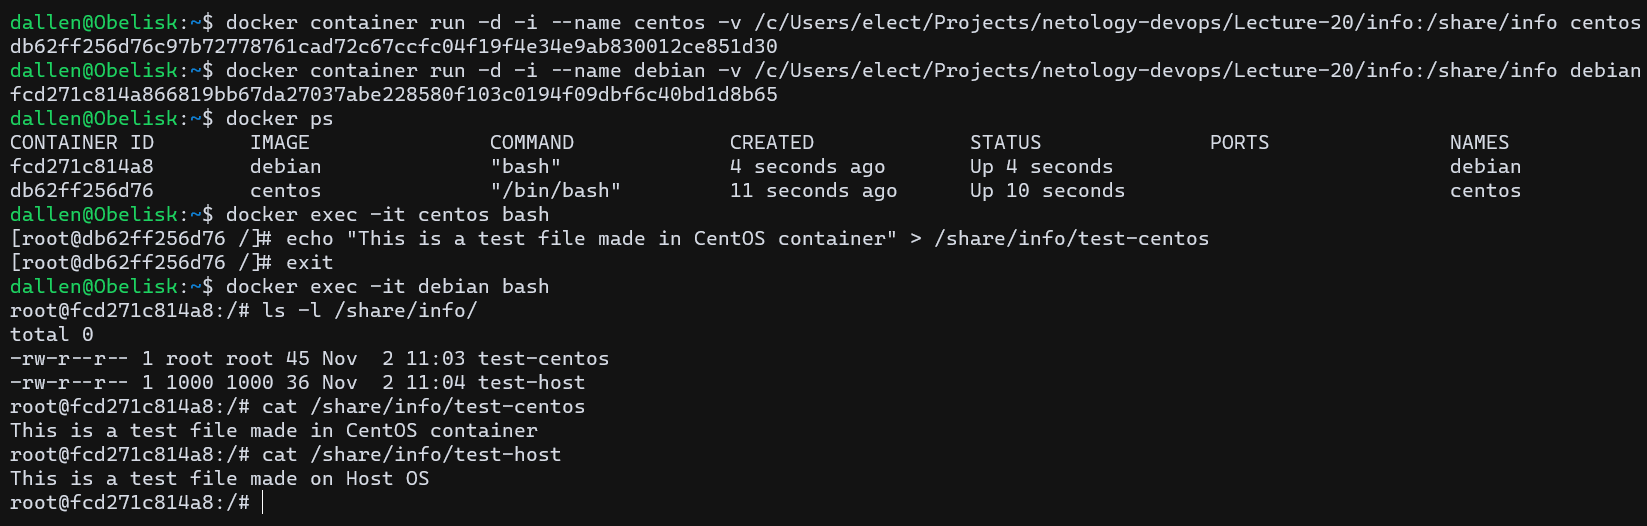 dallen@Obelisk:~$ docker container run -d -i --name centos -v /c/Users/elect/Projects/netology-devops/Lecture-20/info:/share/info centos
db62ff256d76c97b72778761cad72c67ccfc04f19f4e34e9ab830012ce851d30
dallen@Obelisk:~$ docker container run -d -i --name debian -v /c/Users/elect/Projects/netology-devops/Lecture-20/info:/share/info debian
fcd271c814a866819bb67da27037abe228580f103c0194f09dbf6c40bd1d8b65
dallen@Obelisk:~$ docker ps
CONTAINER ID        IMAGE               COMMAND             CREATED             STATUS              PORTS               NAMES
fcd271c814a8        debian              "bash"              4 seconds ago       Up 4 seconds                            debian
db62ff256d76        centos              "/bin/bash"         11 seconds ago      Up 10 seconds                           centos
dallen@Obelisk:~$ docker exec -it centos bash
[root@db62ff256d76 /]# echo "This is a test file made in CentOS container" > /share/info/test-centos
[root@db62ff256d76 /]# exit
dallen@Obelisk:~$ docker exec -it debian bash
root@fcd271c814a8:/# ls -l /share/info/
total 0
-rw-r--r-- 1 root root 45 Nov  2 11:03 test-centos
-rw-r--r-- 1 1000 1000 36 Nov  2 11:04 test-host
root@fcd271c814a8:/# cat /share/info/test-centos
This is a test file made in CentOS container
root@fcd271c814a8:/# cat /share/info/test-host
This is a test file made on Host OS
root@fcd271c814a8:/#